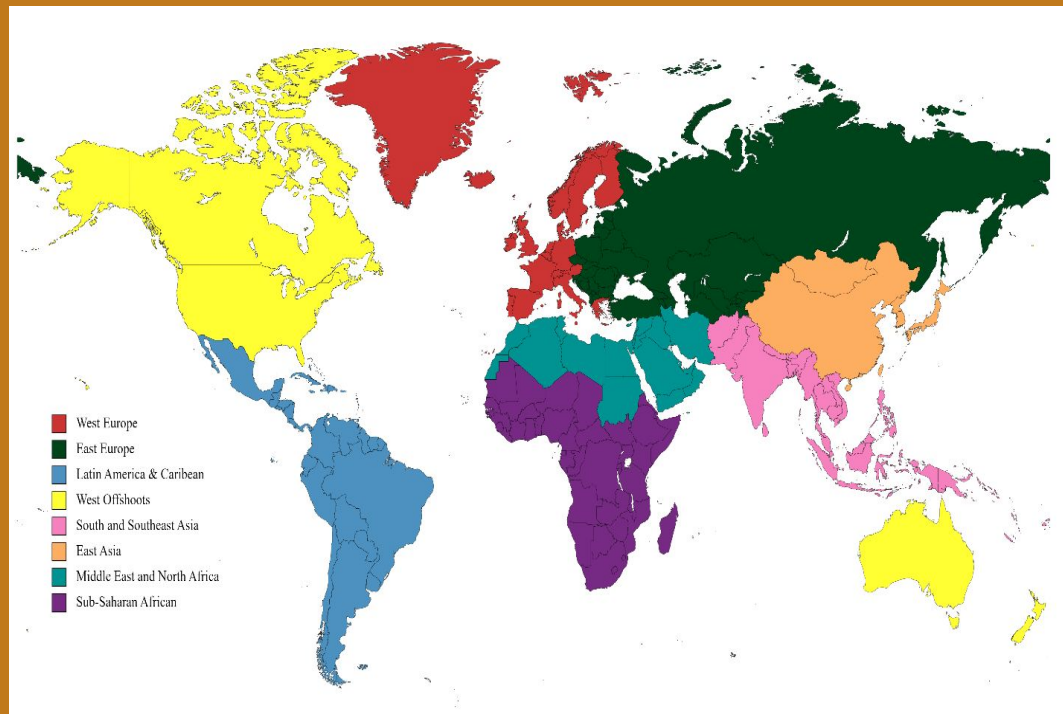 West Europe
East Europe
Latin America & Caribean
West Offshoots
South and Southeast Asia
East Asia
Middle East and North Africa
Sub-Saharan African